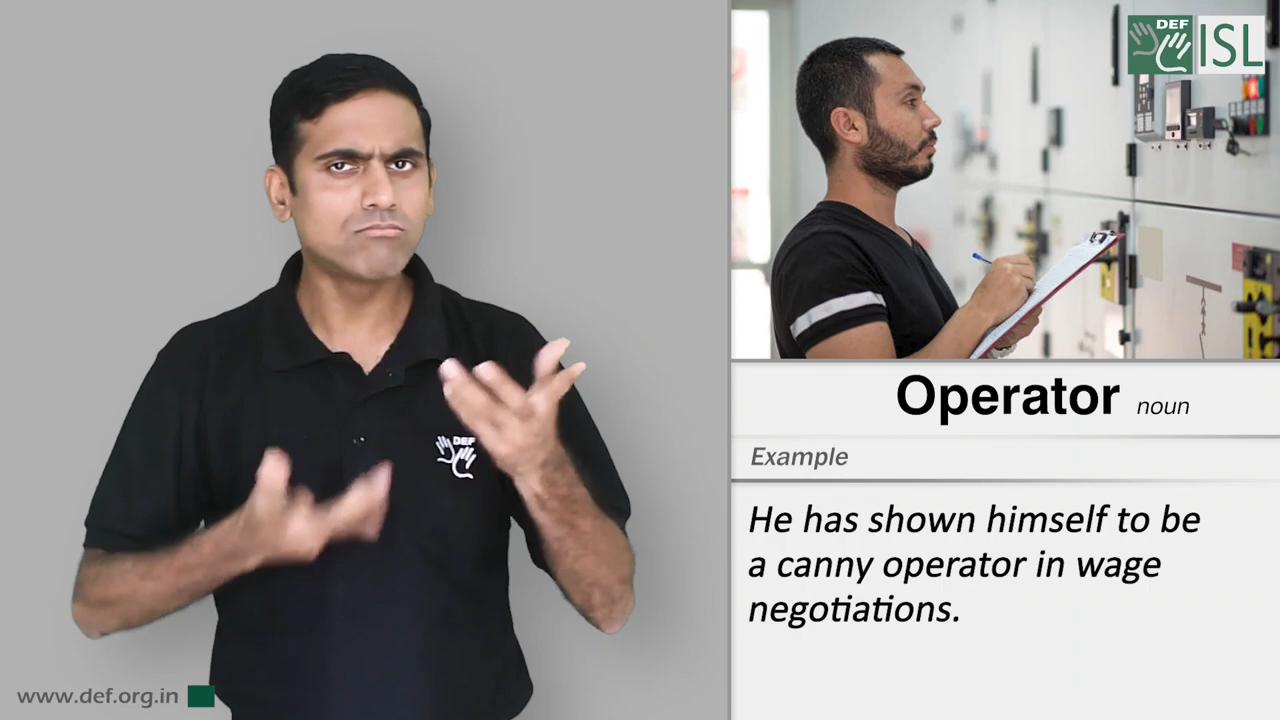 DEF
ISL
Operator noun
Example
He has shown himself to be
a canny operator in wage
negotiations.
DEF
www.def.org.in